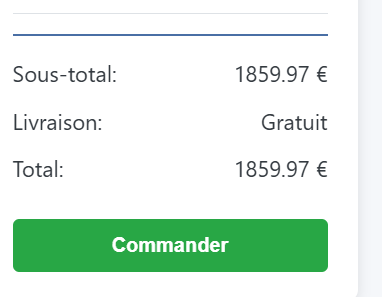 Sous-total: 1859.97 €
Livraison: Gratuit
Total: 1859.97 €
Commander